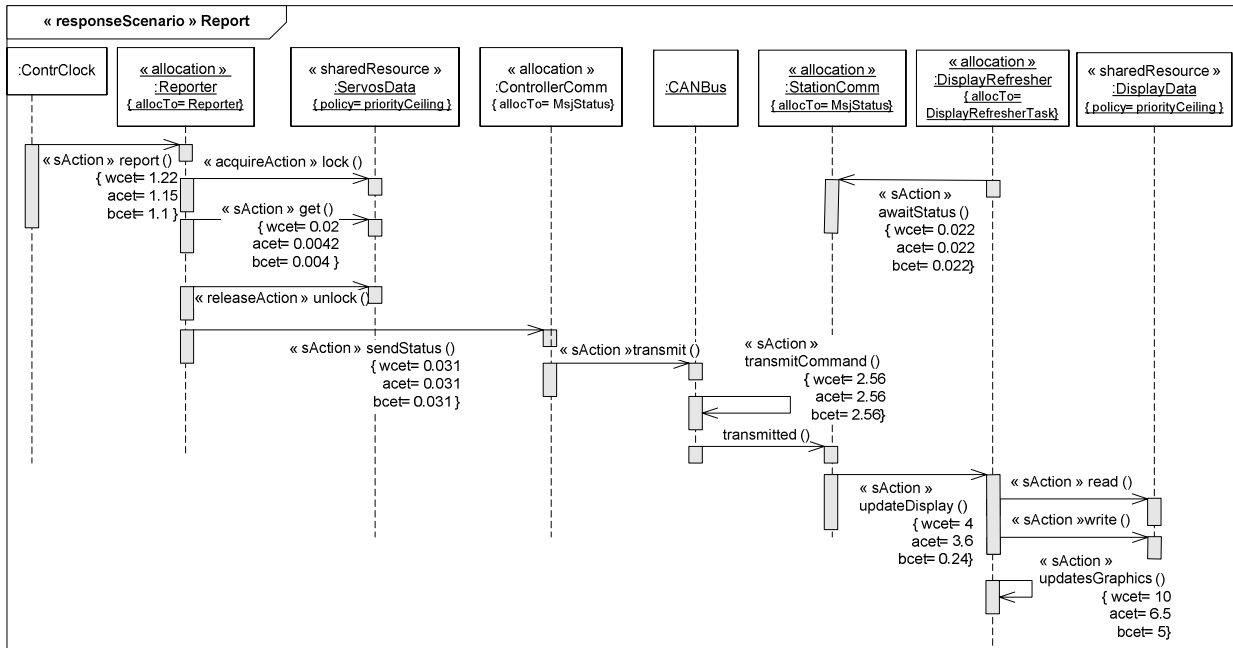 « responseScenario » Report
:ContrClock
« allocation »
:Reporter
{ allocTo= Reporter}
« sharedResource »
:ServosData
{ policy= priorityCeiling }
« allocation »
:ControllerComm
{ allocTo= MsjStatus}
:CANBus
« allocation »
:StationComm
{ allocTo= MsjStatus}
« allocation »
:DisplayRefresher
{ allocTo=
DisplayRefresherTask}
« sharedResource »
:DisplayData
{ policy= priorityCeiling }
« sAction » report ()
{ wcet= 1.22
acet= 1.15
bcet= 1.1 }
« acquireAction » lock ()
« sAction » get ()
{ wcet= 0.02
acet= 0.0042
bcet= 0.004 }
« sAction »
awaitStatus ()
{ wcet= 0.022
acet= 0.022
bcet= 0.022}
« releaseAction » unlock ()
« sAction » sendStatus ()
{ wcet= 0.031
acet= 0.031
bcet= 0.031 }
« sAction »transmit ()
« sAction »
transmitCommand ()
{ wcet= 2.56
acet= 2.56
bcet= 2.56}
transmitted ()
« sAction »
updateDisplay ()
{ wcet= 4
acet= 3.6
bcet= 0.24}
« sAction » read ()
« sAction »write ()
« sAction »
updatesGraphics ()
{ wcet= 10
acet= 6.5
bcet= 5}